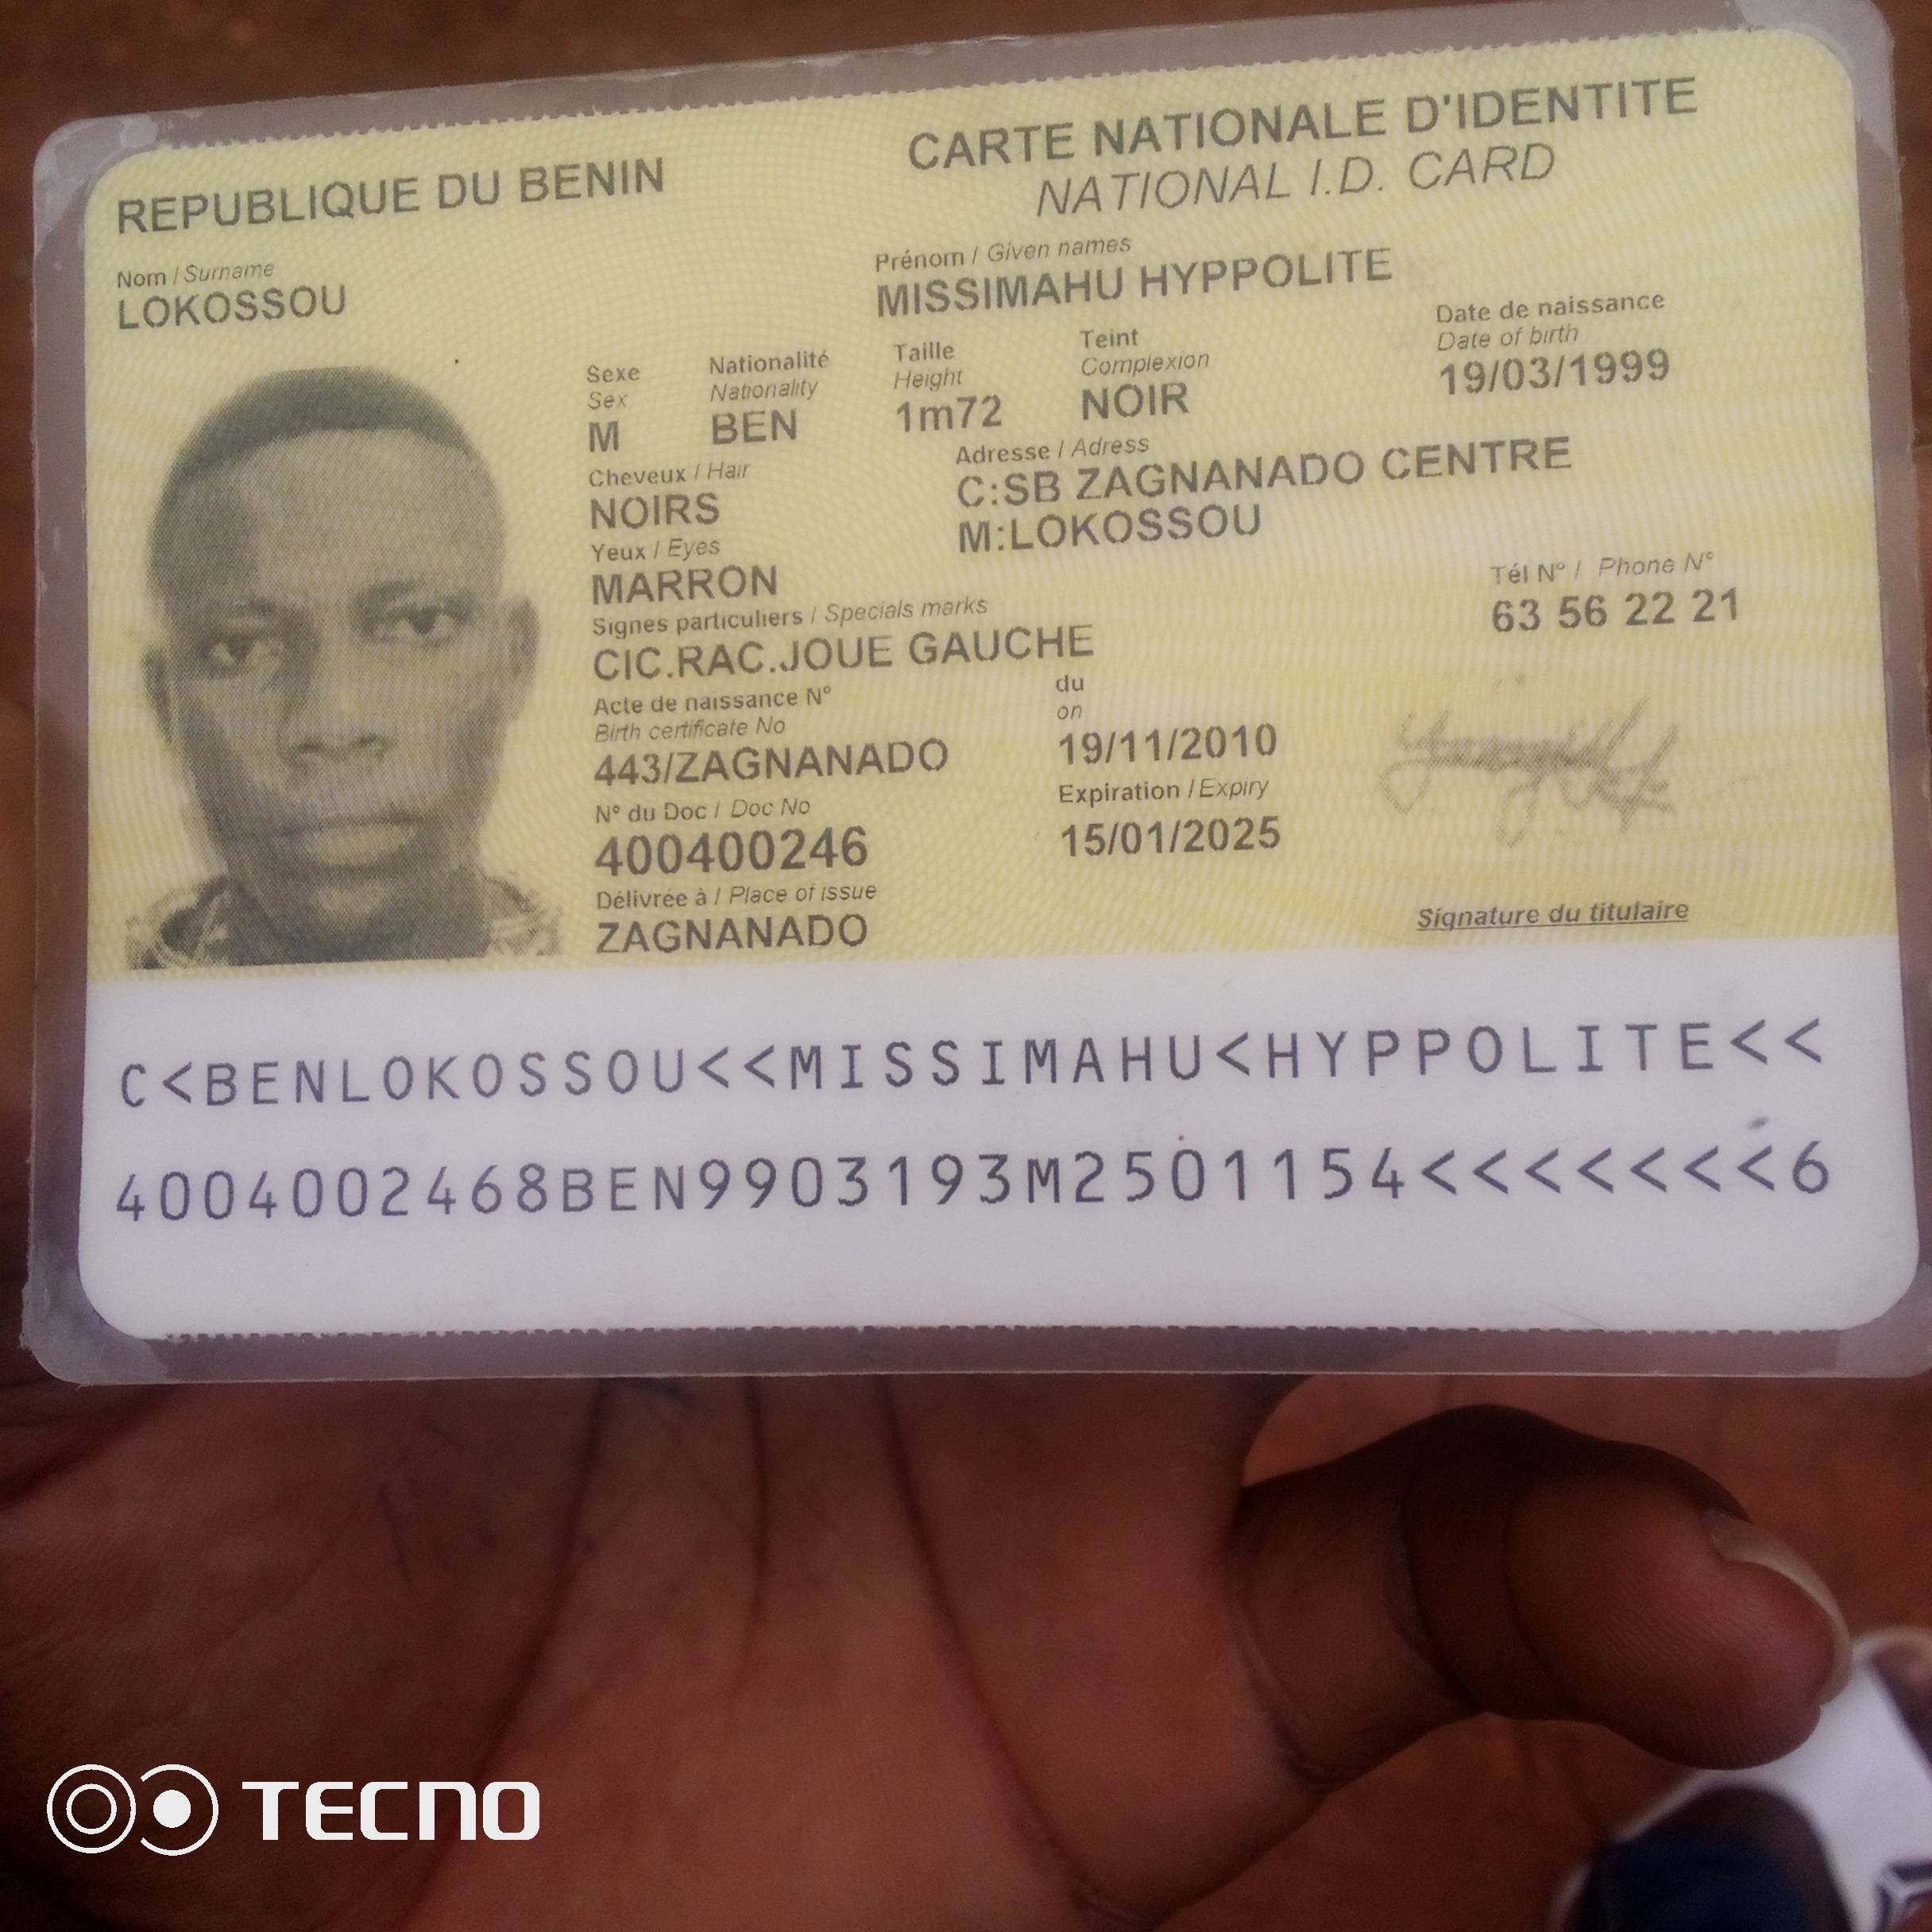 REPUBLIQUE DU BENIN
CARTE NATIONALE D'IDENTITE
NATIONAL I.D. CARD
Nom / Surname
LOKOSSOU
Prénom / Given names
MISSIMAHU HYPPOLITE
Sexe
Sex
M
Nationalité
Nationality
BEN
Taille
Height
1m72
Teint
Complexion
NOIR
Date de naissance
Date of birth
19/03/1999
Cheveux / Hair
NOIRS
Adresse / Adress
C:SB ZAGNANADO CENTRE
M:LOKOSSOU
Yeux / Eyes
MARRON
Tél N° / Phone N°
63 56 22 21
Signes particuliers / Specials marks
CIC.RAC.JOUE GAUCHE
Acte de naissance N°
Birth certificate No
443/ZAGNANADO
du
on
19/11/2010
N° du Doc / Doc No
400400246
Expiration / Expiry
15/01/2025
Délivrée à / Place of issue
ZAGNANADO
Signature du titulaire
C<BENLOKOSSOU<<MISSIMAHU<HYPPOLITE<<
4004002468BEN9903193M2501154<<<<<<<<6
TECNO